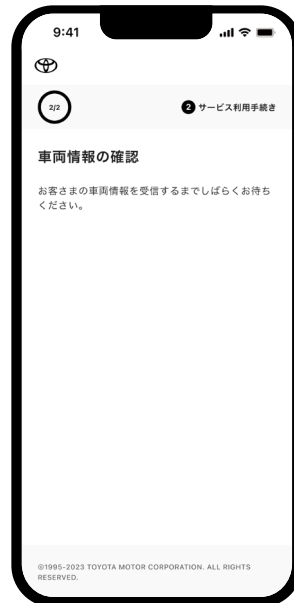 9:41
2/2
2 サービス利用手続き
車両情報の確認
お客さまの車両情報を受信するまでしばらくお待ち
ください。
©1995-2023 TOYOTA MOTOR CORPORATION. ALL RIGHTS
RESERVED.